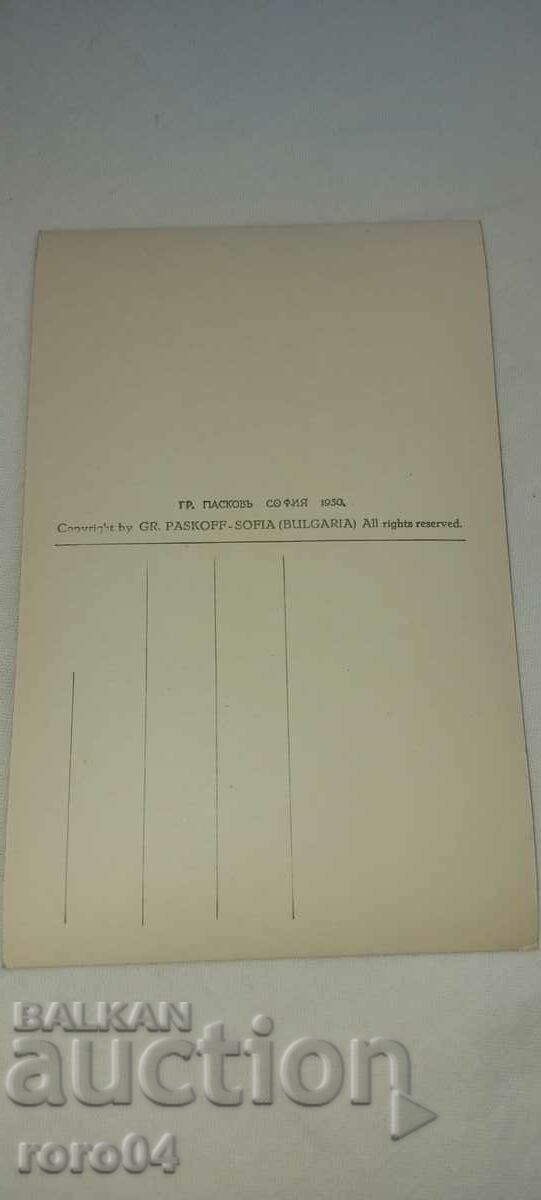 ГР. ПАСКОВЪ СОФИЯ 1930.
Copyright by GR. PASKOFF-SOFIA (BULGARIA) All rights reserved.
BALKAN
auction
roro04